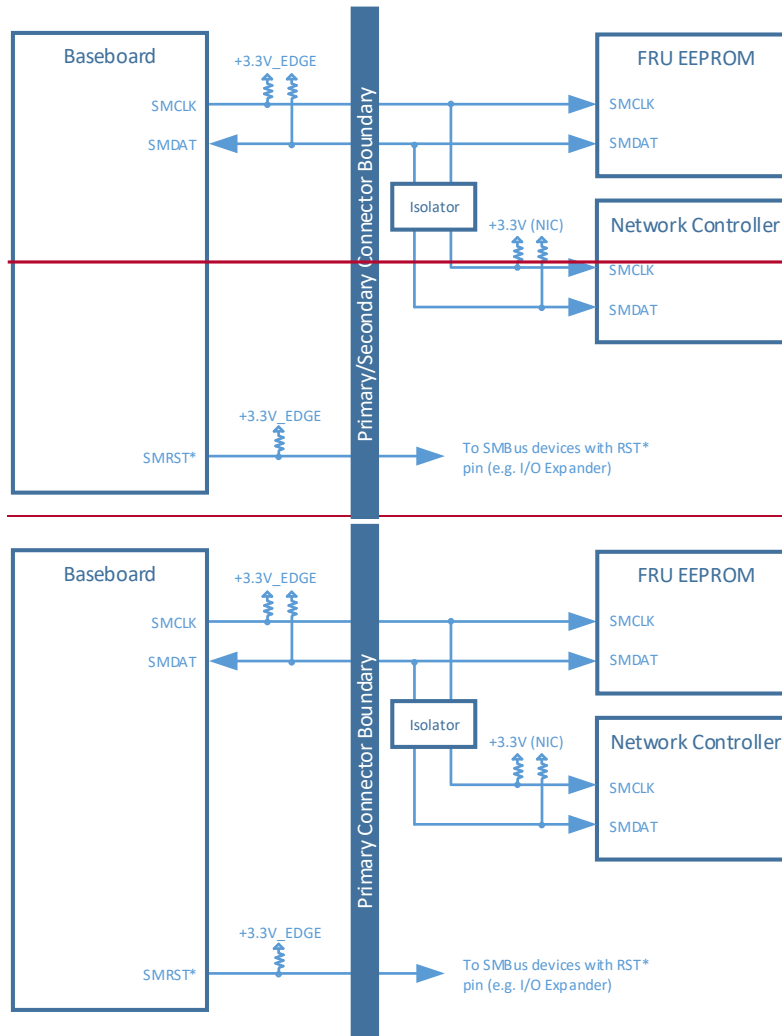 Baseboard
+3.3V_EDGE
FRU EEPROM
SMCLK
SMCLK
SMDAT
SMDAT
Isolator
+3.3V (NIC)
Network Controller
SMCLK
SMDAT
Primary/Secondary Connector Boundary
+3.3V_EDGE
SMRST*
To SMBus devices with RST*
pin (e.g. I/O Expander)
Baseboard
+3.3V_EDGE
FRU EEPROM
SMCLK
SMCLK
SMDAT
SMDAT
Isolator
+3.3V (NIC)
Network Controller
SMCLK
SMDAT
Primary Connector Boundary
+3.3V_EDGE
SMRST*
To SMBus devices with RST*
pin (e.g. I/O Expander)